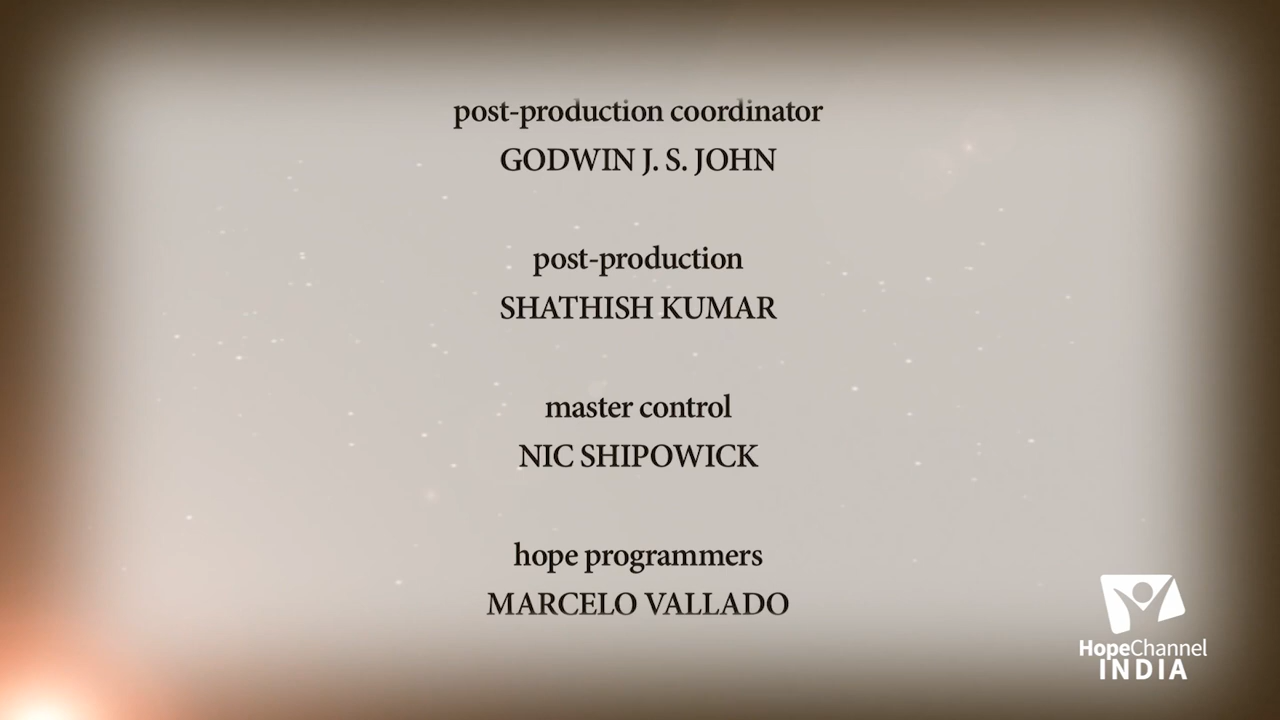 post-production coordinator
GODWIN J. S. JOHN
post-production
SHATHISH KUMAR
master control
NIC SHIPOWICK
hope programmers
MARCELO VALLADO
HopeChannel
INDIA